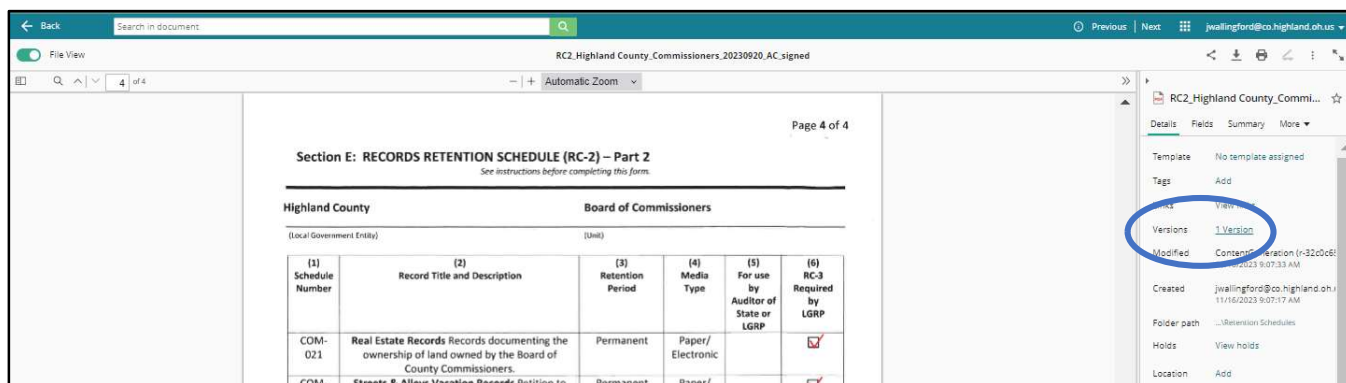 Back
Search in document
Previous | Next
jwallingford@co.highland.oh.us
File View
RC2_Highland County_Commissioners_20230920_AC_signed
4 of 4
Automatic Zoom
Page 4 of 4
Section E: RECORDS RETENTION SCHEDULE (RC-2) – Part 2
See instructions before completing this form.
Highland County
Board of Commissioners
(Local Government Entity)
(Unit)
(1)
Schedule
Number
(2)
Record Title and Description
(3)
Retention
Period
(4)
Media
Type
(5)
For use
by
Auditor of
State or
LGRP
(6)
RC-3
Required
by
LGRP
COM-
021
Real Estate Records Records documenting the
ownership of land owned by the Board of
County Commissioners.
Permanent
Paper/
Electronic
COM-
Streets & Alleys Vacation Records Petition to
Permanent
Paper/
RC2_Highland County_Commi...
Details Fields Summary More
Template No template assigned
Tags Add
View
Versions 1 Version
Modified
9:07:33 AM
Created jwallingford@co.highland.oh.
11/16/2023 9:07:17 AM
Folder path ...\Retention Schedules
Holds View holds
Location Add